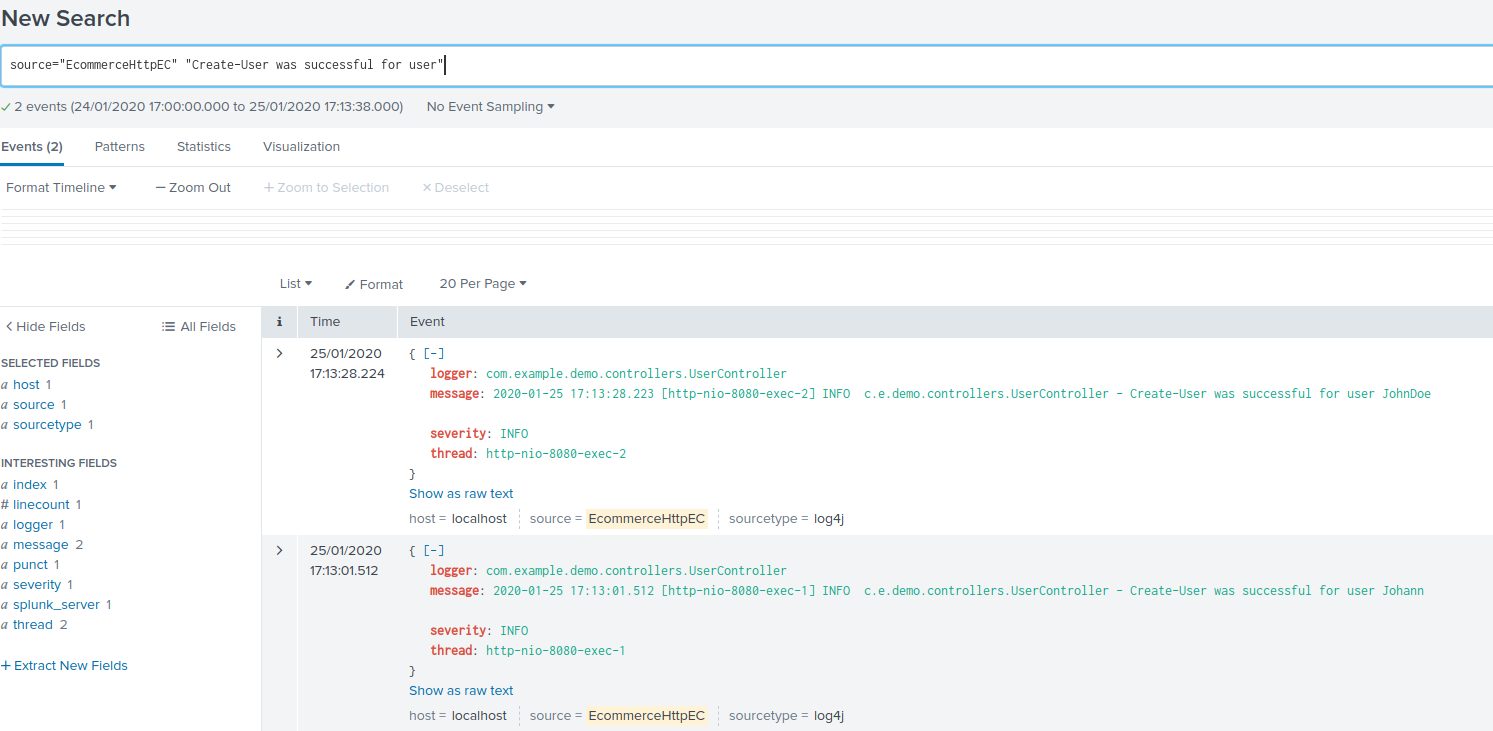 New Search
source="EcommerceHttpEC" "Create-User was successful for user"
✓ 2 events (24/01/2020 17:00:00.000 to 25/01/2020 17:13:38.000) No Event Sampling
Events (2) Patterns Statistics Visualization
Format Timeline − Zoom Out + Zoom to Selection × Deselect
List Format 20 Per Page
< Hide Fields All Fields
i Time Event
SELECTED FIELDS
a host 1
a source 1
a sourcetype 1
INTERESTING FIELDS
a index 1
# linecount 1
a logger 1
a message 2
a punct 1
a severity 1
a splunk_server 1
a thread 2
+ Extract New Fields
> 25/01/2020 { [-]
17:13:28.224 logger: com.example.demo.controllers.UserController
message: 2020-01-25 17:13:28.223 [http-nio-8080-exec-2] INFO  c.e.demo.controllers.UserController - Create-User was successful for user JohnDoe
severity: INFO
thread: http-nio-8080-exec-2
}
Show as raw text
host = localhost source = EcommerceHttpEC sourcetype = log4j
> 25/01/2020 { [-]
17:13:01.512 logger: com.example.demo.controllers.UserController
message: 2020-01-25 17:13:01.512 [http-nio-8080-exec-1] INFO  c.e.demo.controllers.UserController - Create-User was successful for user Johann
severity: INFO
thread: http-nio-8080-exec-1
}
Show as raw text
host = localhost source = EcommerceHttpEC sourcetype = log4j